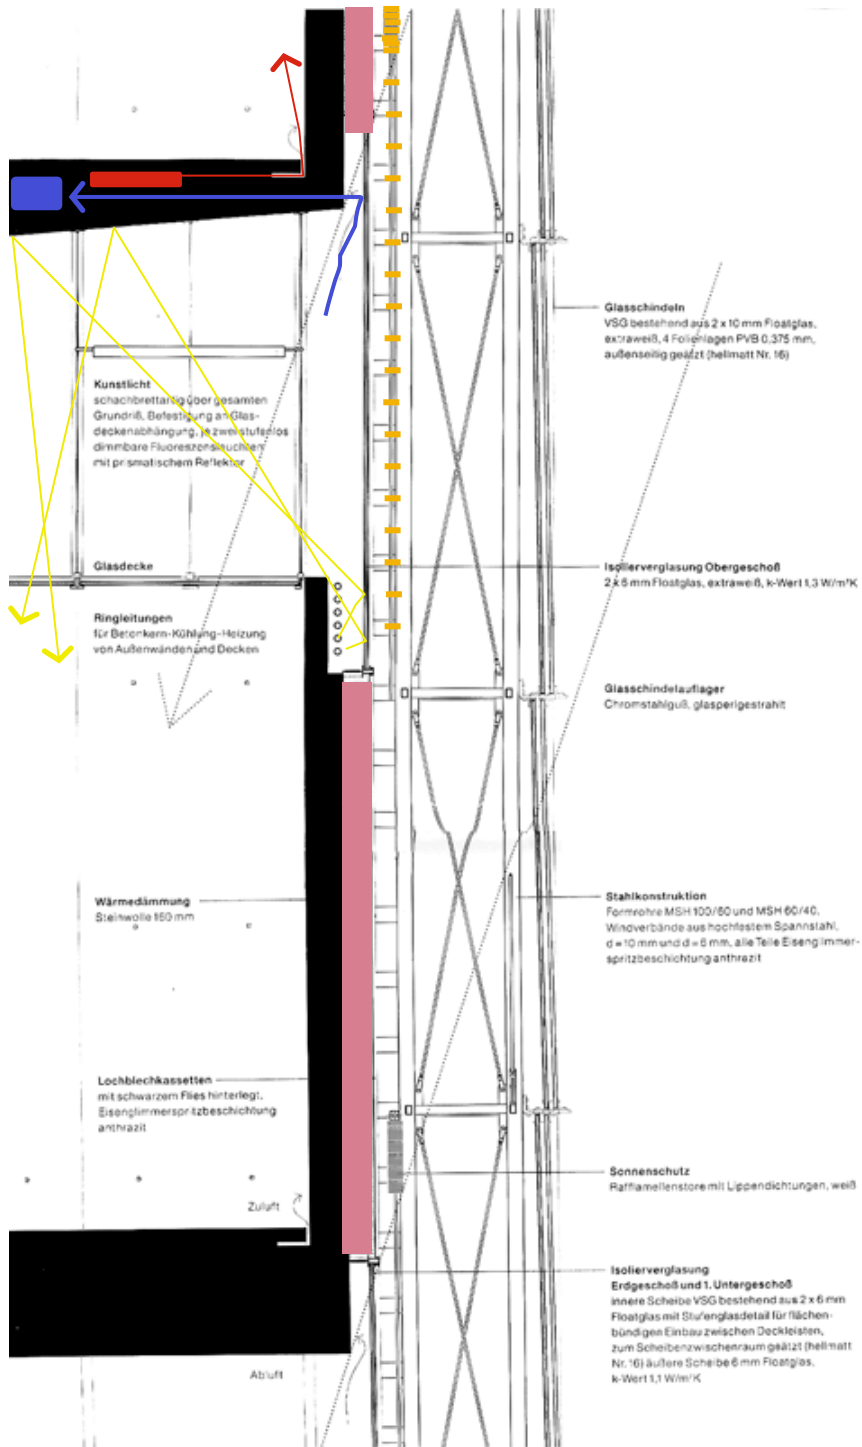 Glasschindeln
VSG bestehend aus 2 x 10 mm Floatglas,
extraweiß, 4 Folienlagen PVB 0,375 mm,
außenseitig geätzt (hellmatt Nr. 16)
Kunstlicht
schachbrettartig über gesamten
Grundriß, Befestigung an Glas-
deckenabhängung, je zwei stufenlos
dimmbare Fluoreszenzleuchten
mit prismatischem Reflektor
Glasdecke
Isolierverglasung Obergeschoß
2 x 6 mm Floatglas, extraweiß, k-Wert 1,3 W/m²K
Ringleitungen
für Betonkern-Kühlung-Heizung
von Außenwänden und Decken
Glasschindelauflager
Chromstahlguß, glasperlgestrahlt
Wärmedämmung
Steinwolle 160 mm
Stahlkonstruktion
Formrohre MSH 100/60 und MSH 60/40,
Windverbände aus hochfestem Spannstahl,
d = 10 mm und d = 6 mm, alle Teile Eisenglimmer-
spritzbeschichtung anthrazit
Lochblechkassetten
mit schwarzem Flies hinterlegt,
Eisenglimmerspritzbeschichtung
anthrazit
Sonnenschutz
Rafflamellenstore mit Lippendichtungen, weiß
Zuluft
Isolierverglasung
Erdgeschoß und 1. Untergeschoß
innere Scheibe VSG bestehend aus 2 x 6 mm
Floatglas mit Stufenglasdetail für flächen-
bündigen Einbau zwischen Deckleisten,
zum Scheibenzwischenraum geätzt (hellmatt
Nr. 16) äußere Scheibe 6 mm Floatglas,
k-Wert 1,1 W/m²K
Abluft